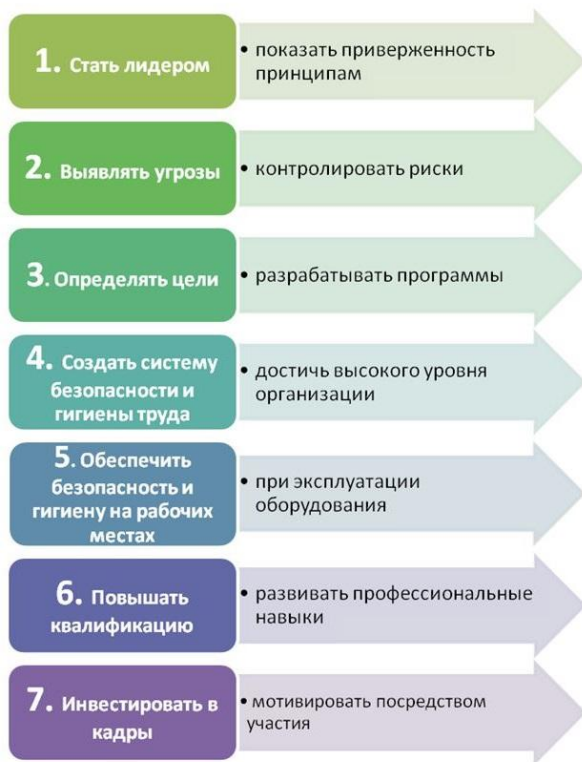 1. Стать лидером
• показать приверженность
принципам
2. Выявлять угрозы
• контролировать риски
3. Определять цели
• разрабатывать программы
4. Создать систему
безопасности и
гигиены труда
• достичь высокого уровня
организации
5. Обеспечить
безопасность и
гигиену на рабочих
местах
• при эксплуатации
оборудования
6. Повышать
квалификацию
• развивать профессиональные
навыки
7. Инвестировать в
кадры
• мотивировать посредством
участия